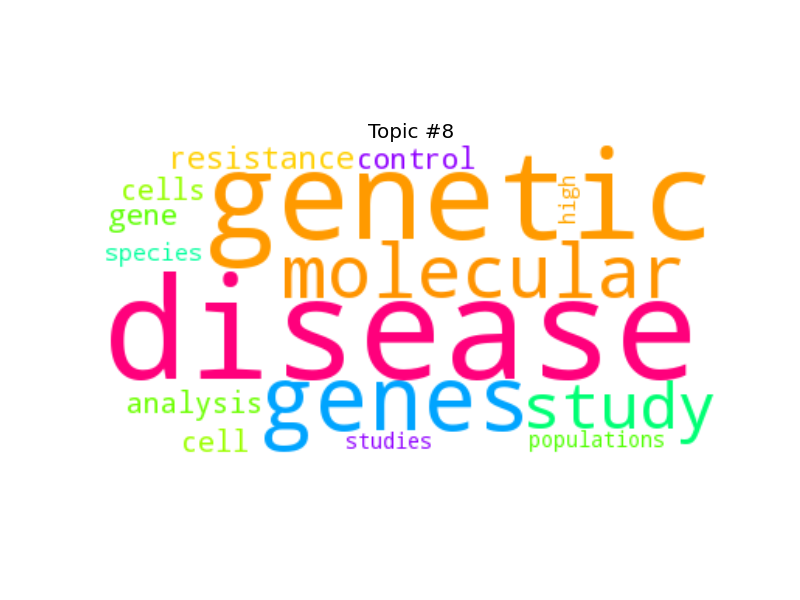 Topic #8
resistance control
cells genetic high
gene
species molecular
disease
analysis genes study
cell studies populations